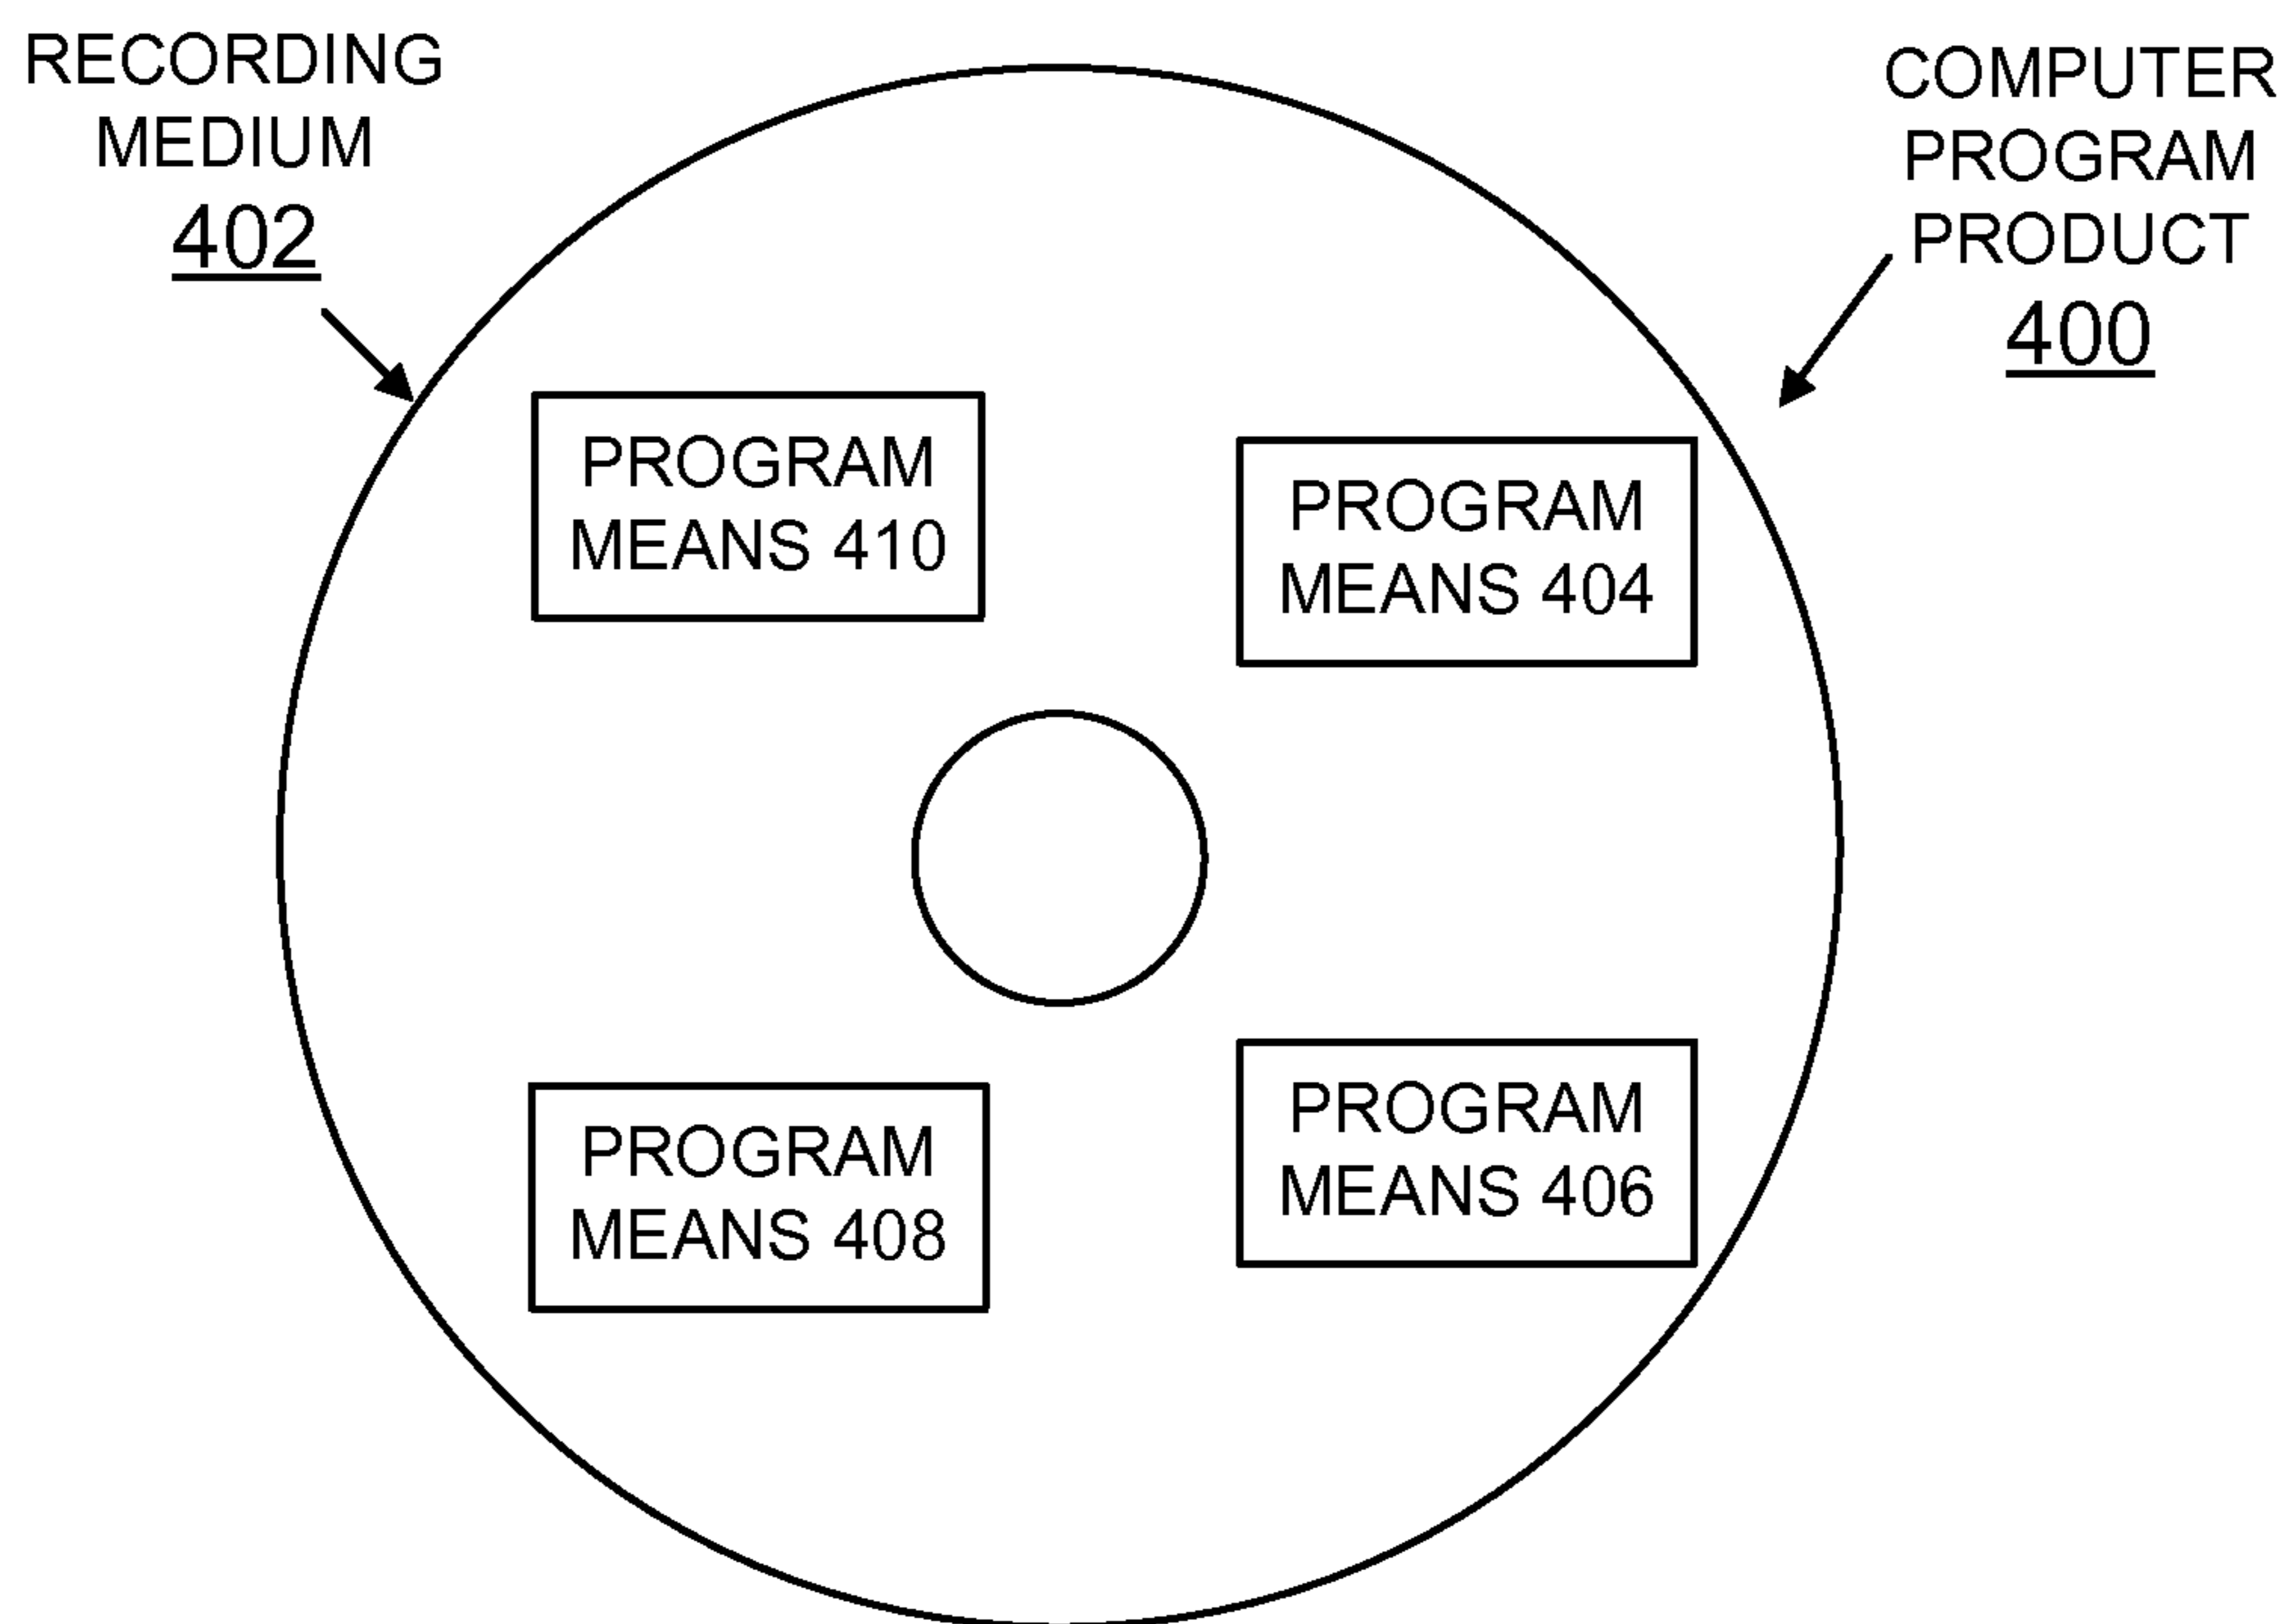 RECORDING
MEDIUM
402
COMPUTER
PROGRAM
PRODUCT
400
PROGRAM
MEANS 410
PROGRAM
MEANS 404
PROGRAM
MEANS 408
PROGRAM
MEANS 406